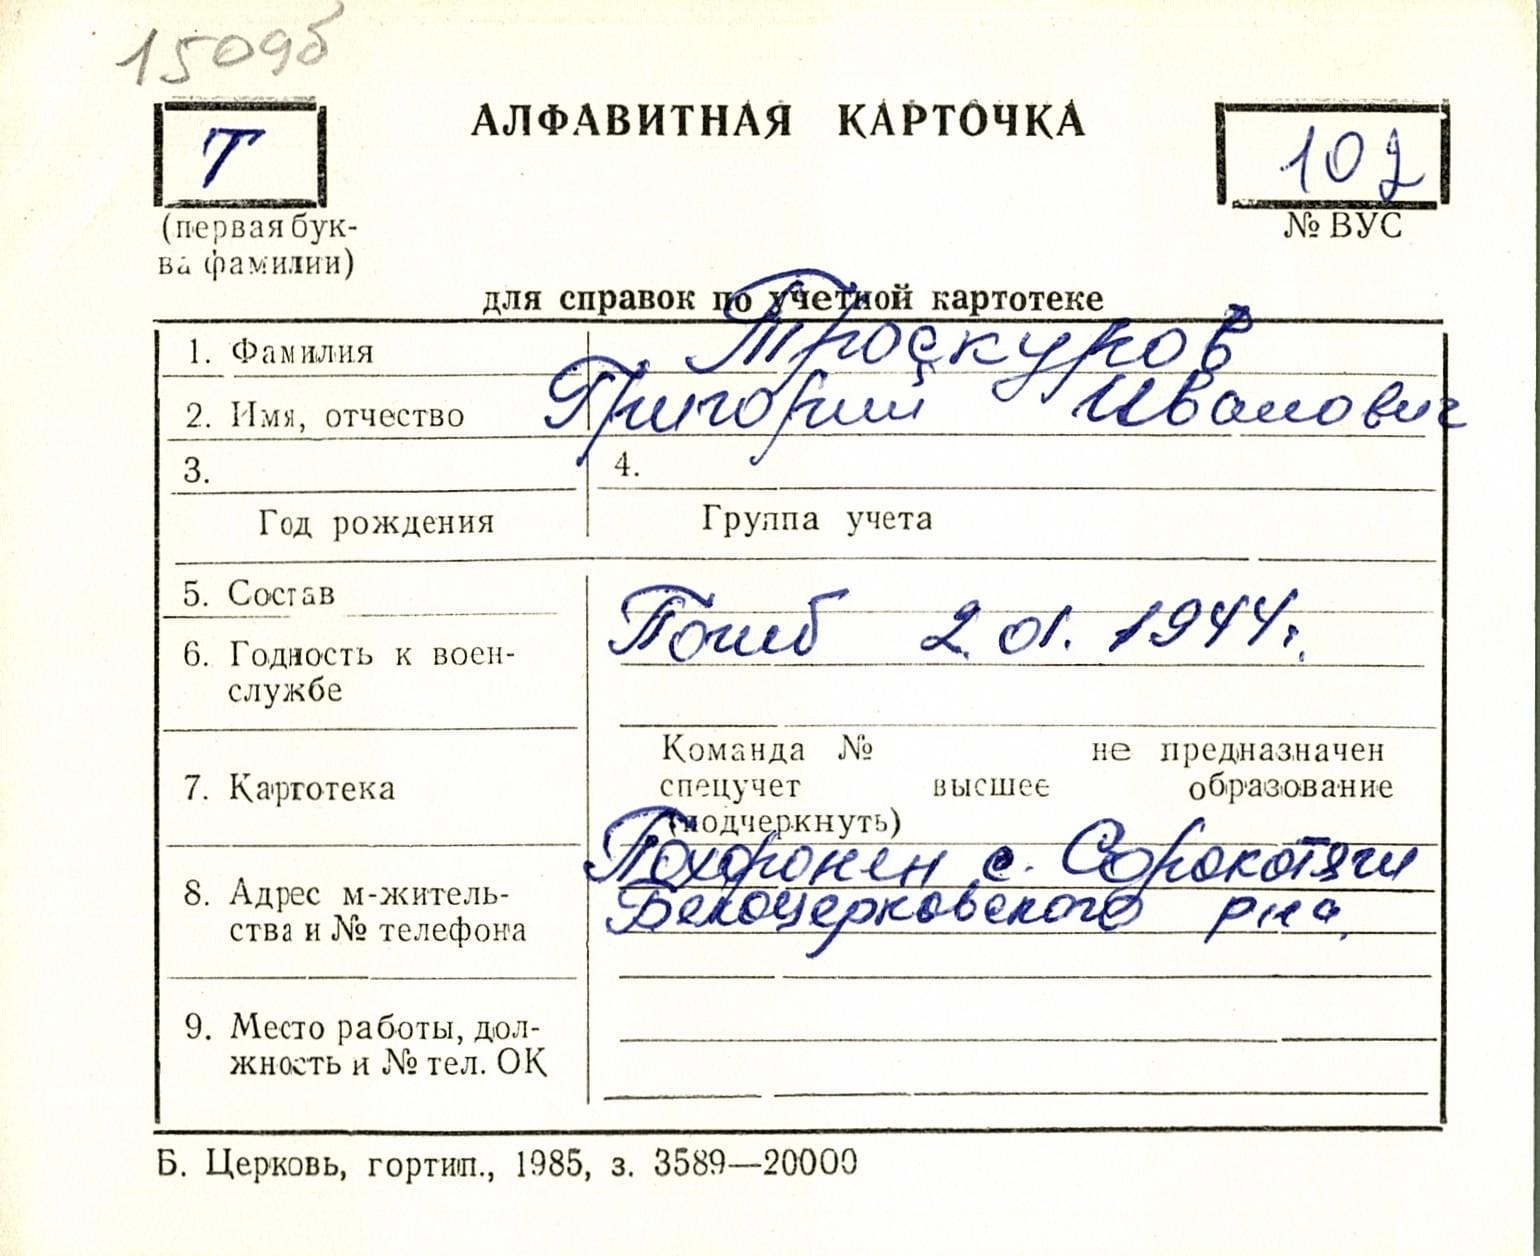 15096
АЛФАВИТНАЯ КАРТОЧКА
Т
102
(первая бук-
ва фамилии)
№ ВУС
для справок по учетной картотеке
1. Фамилия Троскуров
2. Имя, отчество Григорий Иванович
3. 4.
Год рождения Группа учета
5. Состав
Погиб 2.01.1944г.
6. Годность к воен-
службе
Команда № не предназначен
7. Картотека спецучет высшее образование
(подчеркнуть)
Похоронен с. Сорокотяги
8. Адрес м-житель-
ства и № телефона
Белоцерковского р-на
9. Место работы, дол-
жность и № тел. ОК
Б. Церковь, гортип., 1985, з. 3589—20000